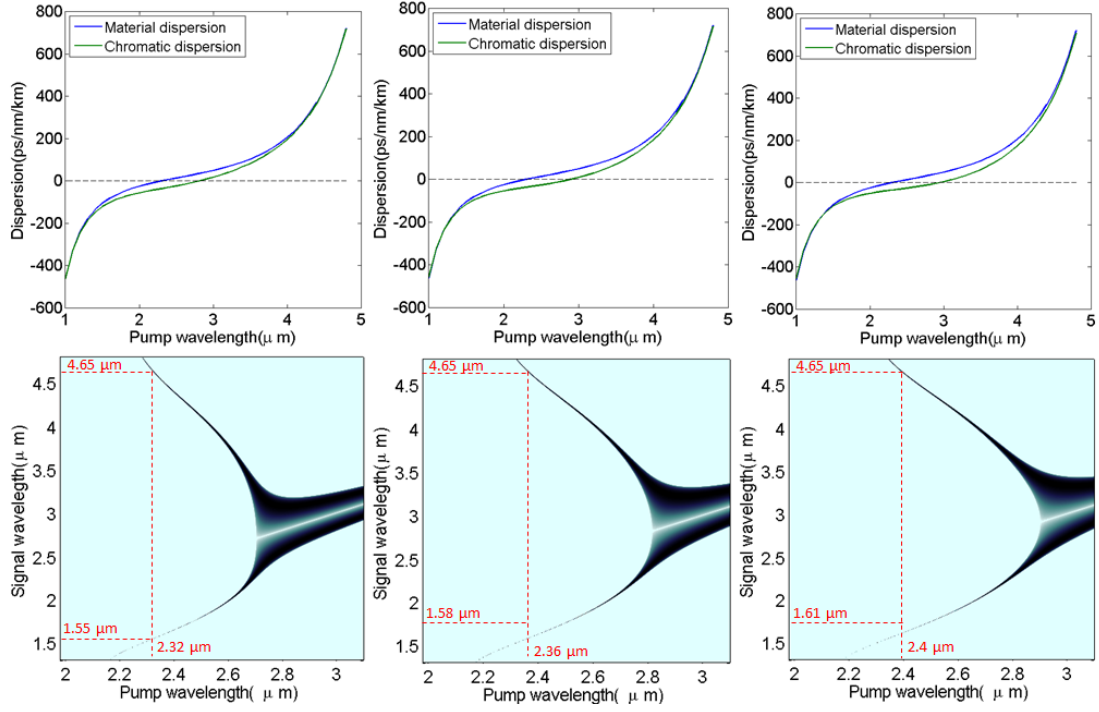 800
600
400
200
0
-200
-400
-600
Dispersion(ps/nm/km)
Material dispersion
Chromatic dispersion
1
2
3
4
5
Pump wavelength(μ m)
800
600
400
200
0
-200
-400
-600
Dispersion(ps/nm/km)
Material dispersion
Chromatic dispersion
1
2
3
4
5
Pump wavelength(μ m)
800
600
400
200
0
-200
-400
-600
Dispersion(ps/nm/km)
Material dispersion
Chromatic dispersion
1
2
3
4
5
Pump wavelength(μ m)
4.5
4
3.5
3
2.5
2
1.5
Signal wavelegth(μ m)
4.65 μm
1.55 μm
2.32 μm
2
2.2
2.4
2.6
2.8
3
Pump wavelength( μ m)
4.5
4
3.5
3
2.5
2
1.5
Signal wavelegth(μ m)
4.65 μm
1.58 μm
2.36 μm
2
2.2
2.4
2.6
2.8
3
Pump wavelength( μ m)
4.5
4
3.5
3
2.5
2
1.5
Signal wavelegth(μ m)
4.65 μm
1.61 μm
2.4 μm
2
2.2
2.4
2.6
2.8
3
Pump wavelength( μ m)